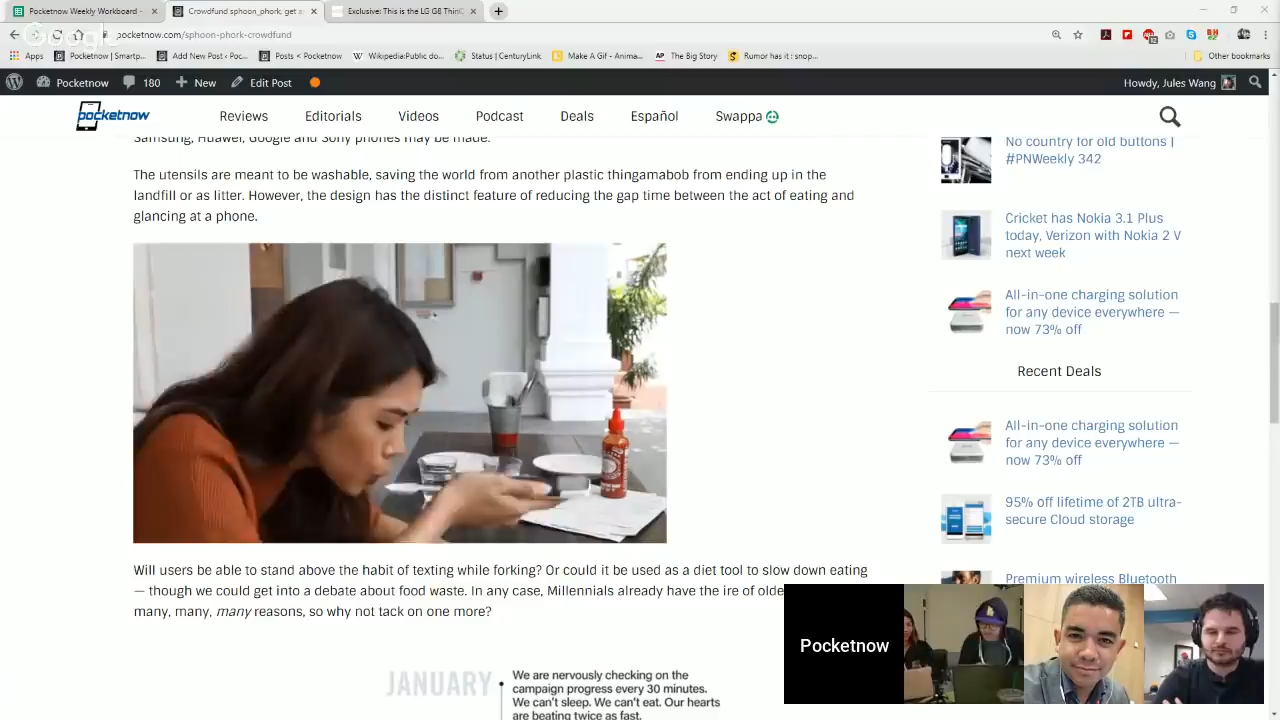 Pocketnow Weekly Workboard -
Crowdfund sphoon_phork, get a
Exclusive: This is the LG G8 ThinQ
Google
pocketnow.com/sphoon-phork-crowdfund
Apps
Pocketnow | Smartp...
Add New Post < Poc...
Posts < Pocketnow
Wikipedia:Public do...
Status | CenturyLink
Make A Gif - Anima...
AP The Big Story
Rumor has it : snop...
Other bookmarks
Pocketnow
180
New
Edit Post
Howdy, Jules Wang
pocketnow
Reviews
Editorials
Videos
Podcast
Deals
Español
Swappa
Samsung, Huawei, Google and Sony phones may be made.
The utensils are meant to be washable, saving the world from another plastic thingamabob from ending up in the
landfill or as litter. However, the design has the distinct feature of reducing the gap time between the act of eating and
glancing at a phone.
Will users be able to stand above the habit of texting while forking? Or could it be used as a diet tool to slow down eating
— though we could get into a debate about food waste. In any case, Millennials already have the ire of olde
many, many, many reasons, so why not tack on one more?
JANUARY
We are nervously checking on the
campaign progress every 30 minutes.
We can't sleep. We can't eat. Our hearts
are beating twice as fast.
No country for old buttons |
#PNWeekly 342
Cricket has Nokia 3.1 Plus
today, Verizon with Nokia 2 V
next week
All-in-one charging solution
for any device everywhere —
now 73% off
Recent Deals
All-in-one charging solution
for any device everywhere —
now 73% off
95% off lifetime of 2TB ultra-
secure Cloud storage
Premium wireless Bluetooth
Pocketnow